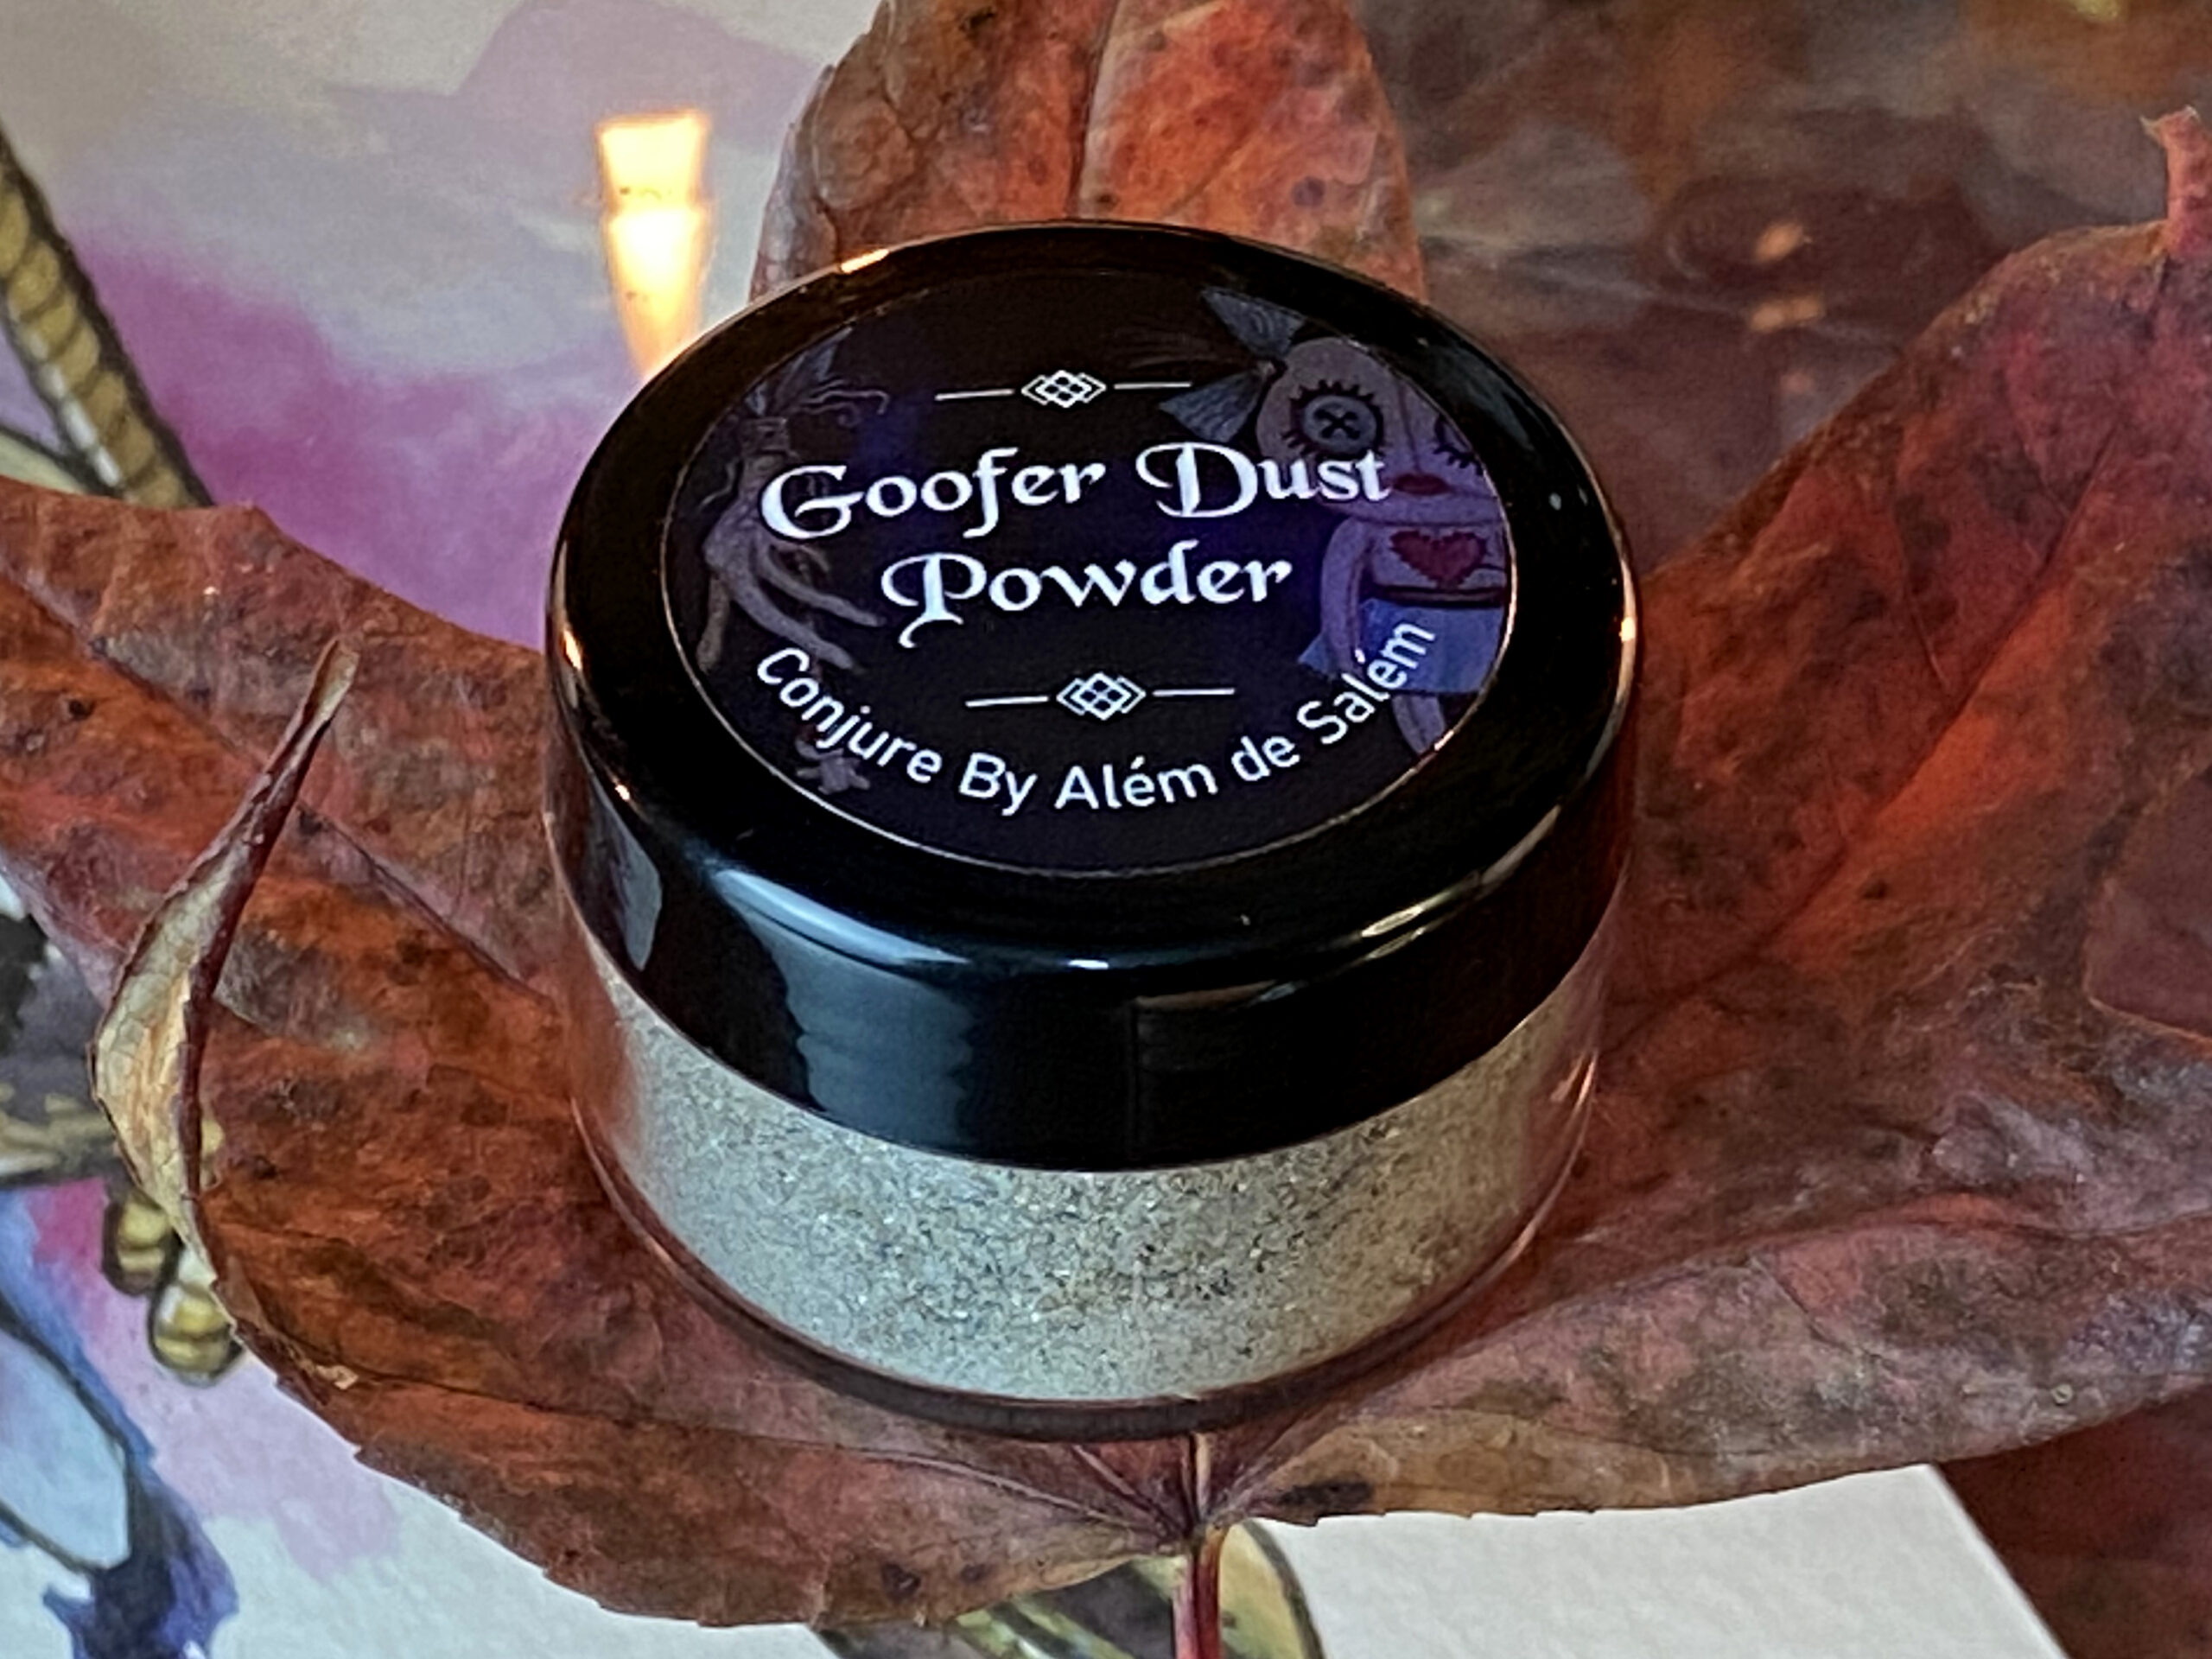 Goofer Dust
Powder
Conjure By Além de Salém